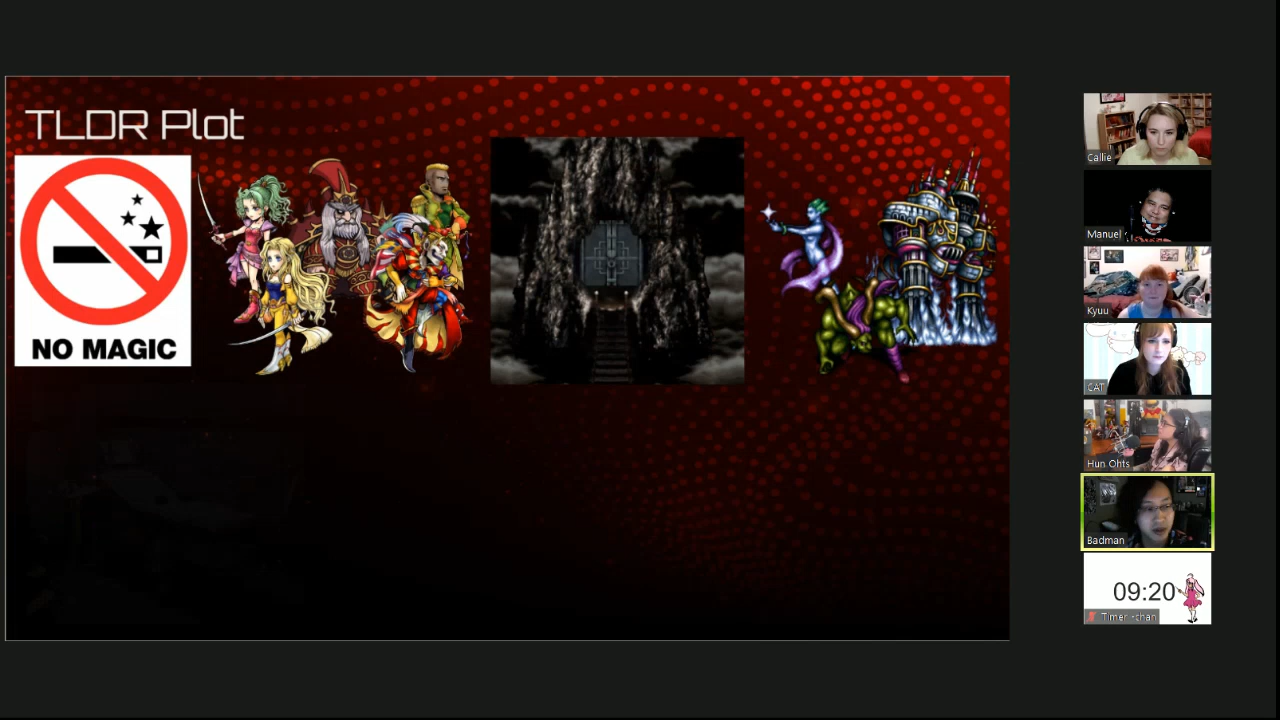 TLDR Plot
NO MAGIC
Callie
Manuel
Kyuu
CAT
Hun Ohts
Badman
09:20
Timer -chan